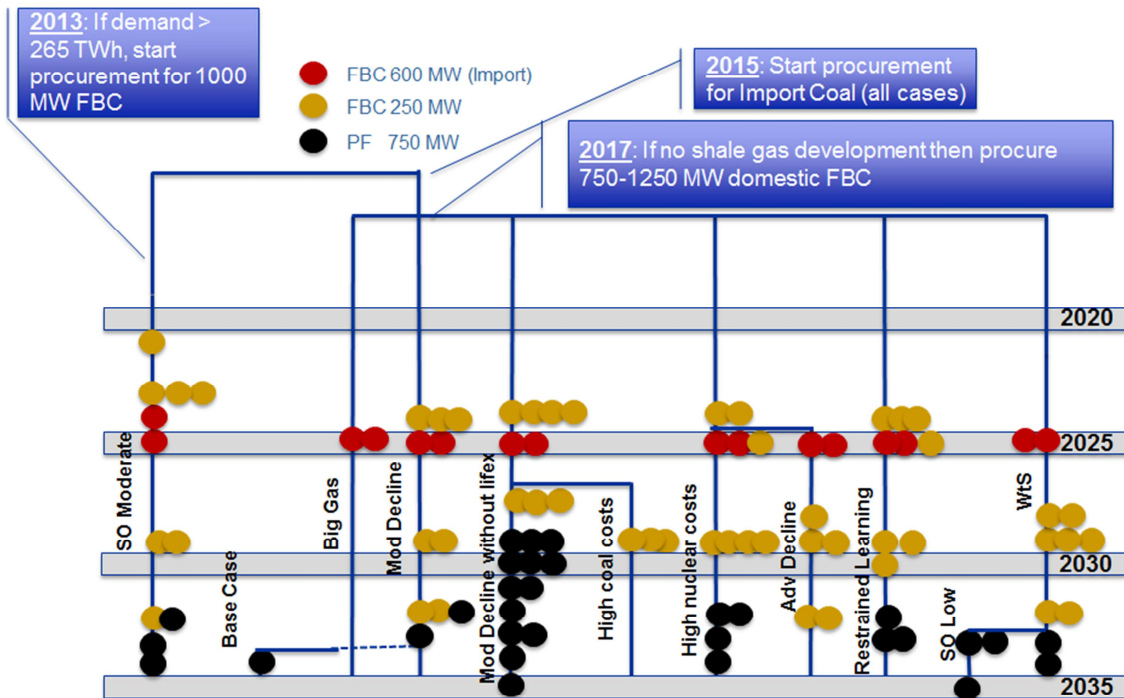 2013: If demand >
265 TWh, start
procurement for 1000
MW FBC
FBC 600 MW (Import)
FBC 250 MW
PF 750 MW
2015: Start procurement
for Import Coal (all cases)
2017: If no shale gas development then procure
750-1250 MW domestic FBC
2020
2025
2030
2035
SO Moderate
Base Case
Big Gas
Mod Decline
Mod Decline without lifex
High coal costs
High nuclear costs
Adv Decline
Restrained Learning
SO Low
WtS